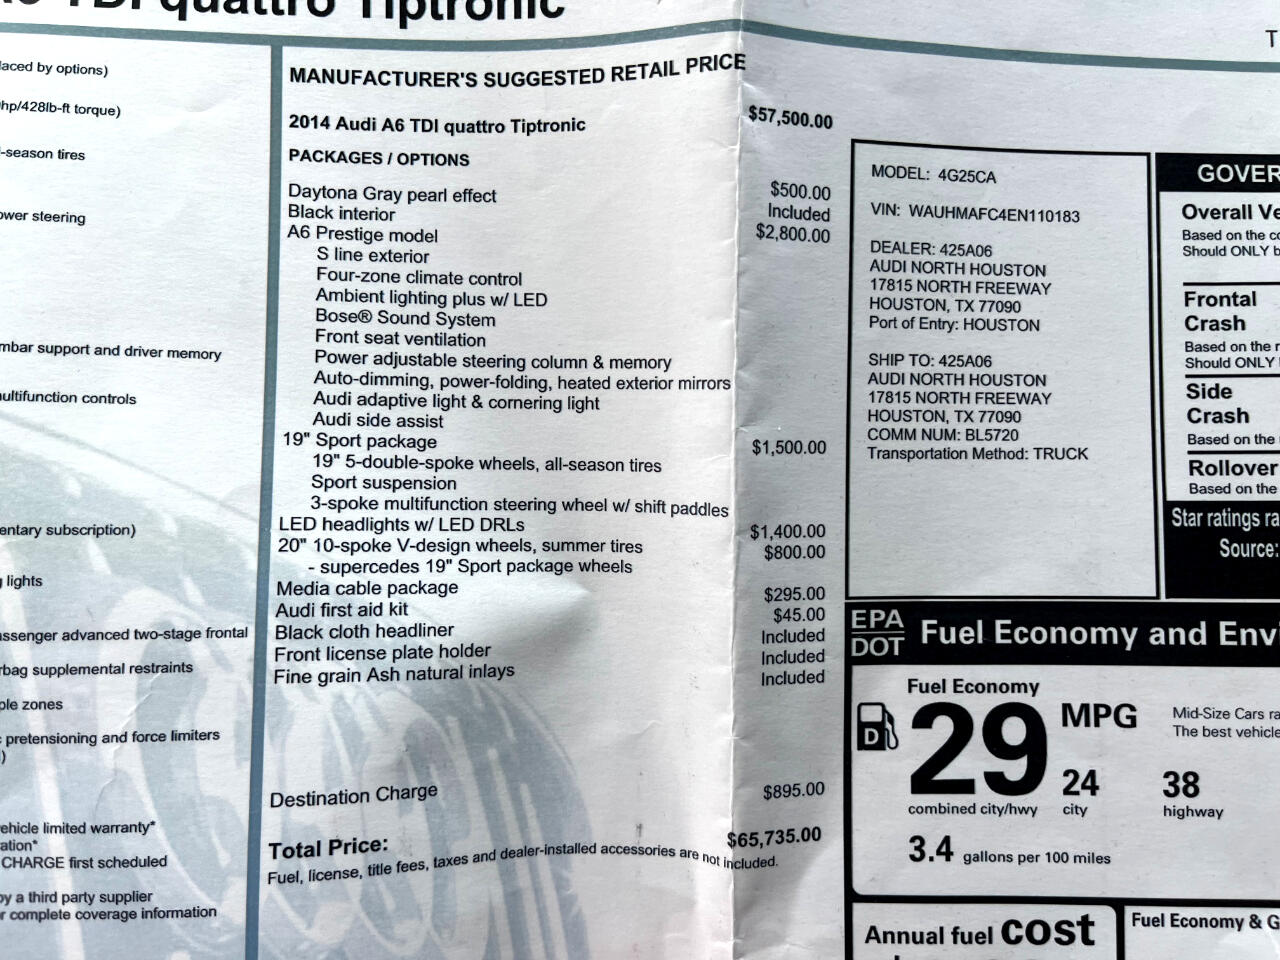 TDI quattro Tiptronic
laced by options)
hp/428lb-ft torque)
-season tires
ower steering
mbar support and driver memory
ultifunction controls
entary subscription)
lights
assenger advanced two-stage frontal
rbag supplemental restraints
ple zones
pretensioning and force limiters
)
ehicle limited warranty*
ation*
CHARGE first scheduled
by a third party supplier
r complete coverage information
MANUFACTURER'S SUGGESTED RETAIL PRICE
2014 Audi A6 TDI quattro Tiptronic $57,500.00
PACKAGES / OPTIONS
Daytona Gray pearl effect $500.00
Black interior Included
A6 Prestige model $2,800.00
S line exterior
Four-zone climate control
Ambient lighting plus w/ LED
Bose® Sound System
Front seat ventilation
Power adjustable steering column & memory
Auto-dimming, power-folding, heated exterior mirrors
Audi adaptive light & cornering light
Audi side assist
19" Sport package $1,500.00
19" 5-double-spoke wheels, all-season tires
Sport suspension
3-spoke multifunction steering wheel w/ shift paddles
LED headlights w/ LED DRLs $1,400.00
20" 10-spoke V-design wheels, summer tires $800.00
- supercedes 19" Sport package wheels
Media cable package $295.00
Audi first aid kit $45.00
Black cloth headliner Included
Front license plate holder Included
Fine grain Ash natural inlays Included
Destination Charge $895.00
Total Price: $65,735.00
Fuel, license, title fees, taxes and dealer-installed accessories are not included.
T
MODEL: 4G25CA
VIN: WAUHMAFC4EN110183
DEALER: 425A06
AUDI NORTH HOUSTON
17815 NORTH FREEWAY
HOUSTON, TX 77090
Port of Entry: HOUSTON
SHIP TO: 425A06
AUDI NORTH HOUSTON
17815 NORTH FREEWAY
HOUSTON, TX 77090
COMM NUM: BL5720
Transportation Method: TRUCK
GOVER
Overall Ve
Based on the co
Should ONLY b
Frontal
Crash
Based on the r
Should ONLY
Side
Crash
Based on the
Rollover
Based on the
Star ratings ra
Source:
EPA
DOT
Fuel Economy and Envi
Fuel Economy
D
29 MPG
combined city/hwy
24
city
38
highway
Mid-Size Cars ra
The best vehicle
3.4 gallons per 100 miles
Annual fuel cost
Fuel Economy & G